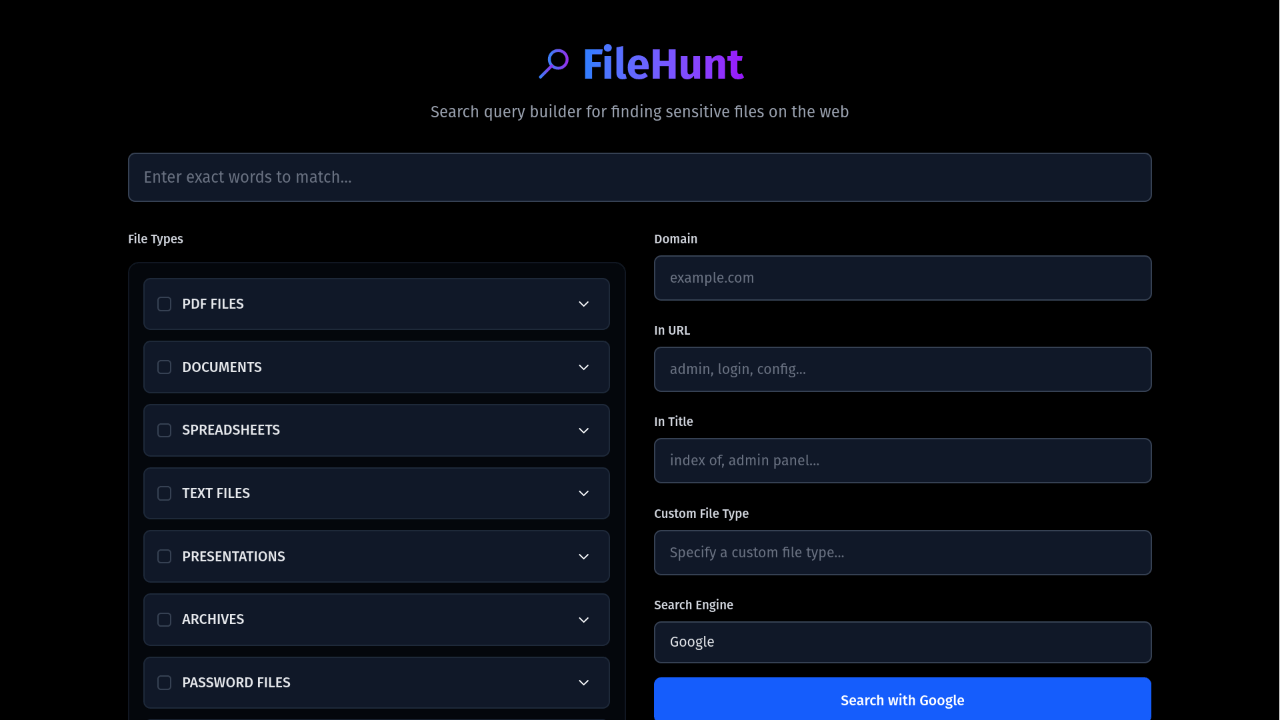 FileHunt
Search query builder for finding sensitive files on the web
Enter exact words to match...
File Types
PDF FILES
DOCUMENTS
SPREADSHEETS
TEXT FILES
PRESENTATIONS
ARCHIVES
PASSWORD FILES
Domain
example.com
In URL
admin, login, config...
In Title
index of, admin panel...
Custom File Type
Specify a custom file type...
Search Engine
Google
Search with Google